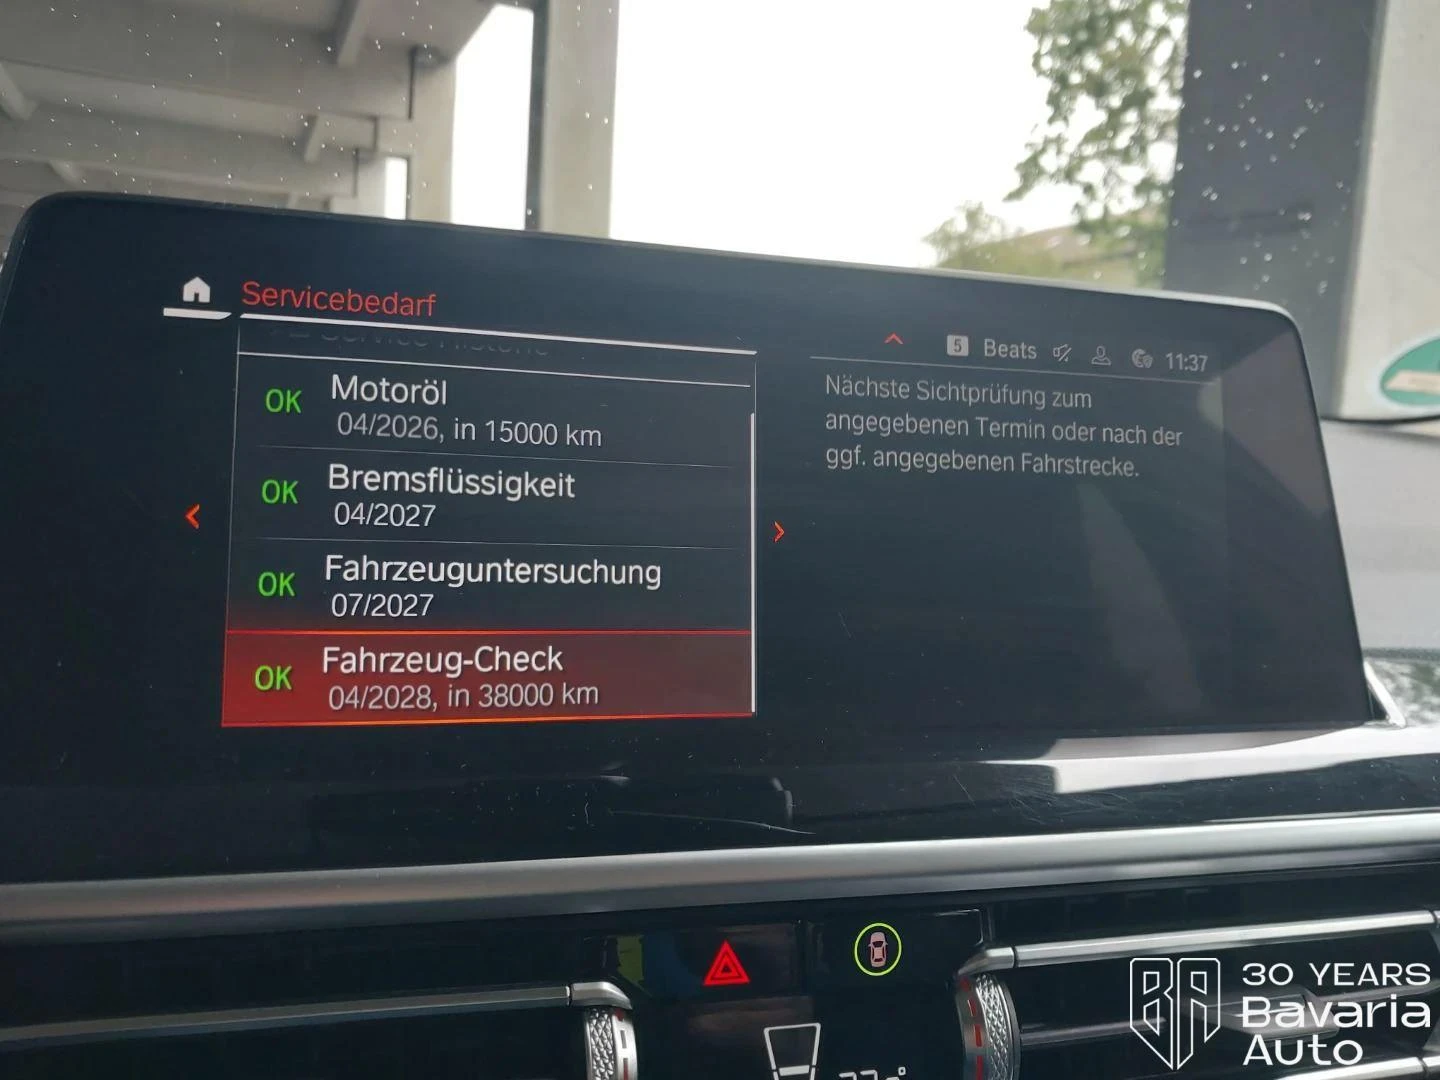 Servicebedarf
5 Beats 11:37
OK Motoröl
04/2026, in 15000 km
OK Bremsflüssigkeit
04/2027
OK Fahrzeuguntersuchung
07/2027
OK Fahrzeug-Check
04/2028, in 38000 km
Nächste Sichtprüfung zum
angegebenen Termin oder nach der
ggf. angegebenen Fahrstrecke.
BA
30 YEARS
Bavaria
Auto